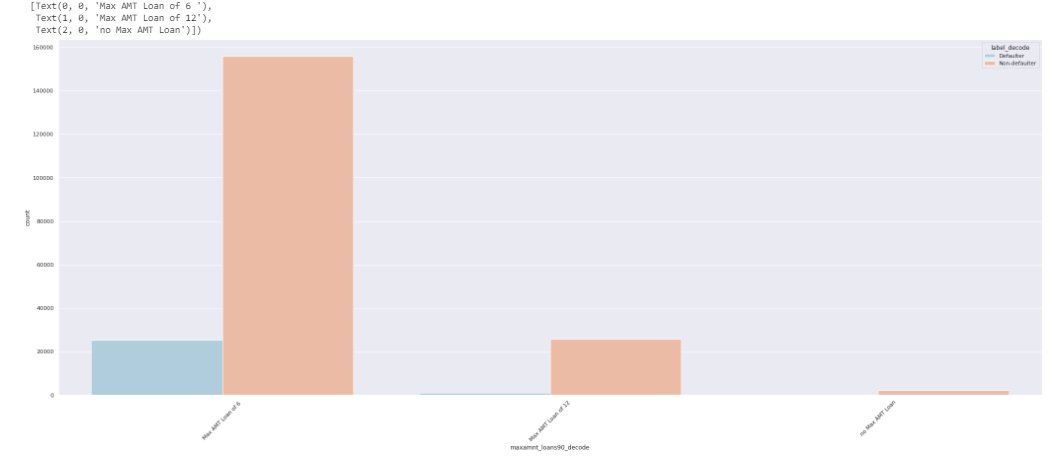 [Text(0, 0, 'Max AMT Loan of 6 '),
Text(1, 0, 'Max AMT Loan of 12'),
Text(2, 0, 'no Max AMT Loan')])
160000
label_decode
Defaulter
Non-defaulter
140000
120000
100000
count
80000
60000
40000
20000
0
Max AMT Loan of 6
Max AMT Loan of 12
no Max AMT Loan
maxamnt_loans90_decode